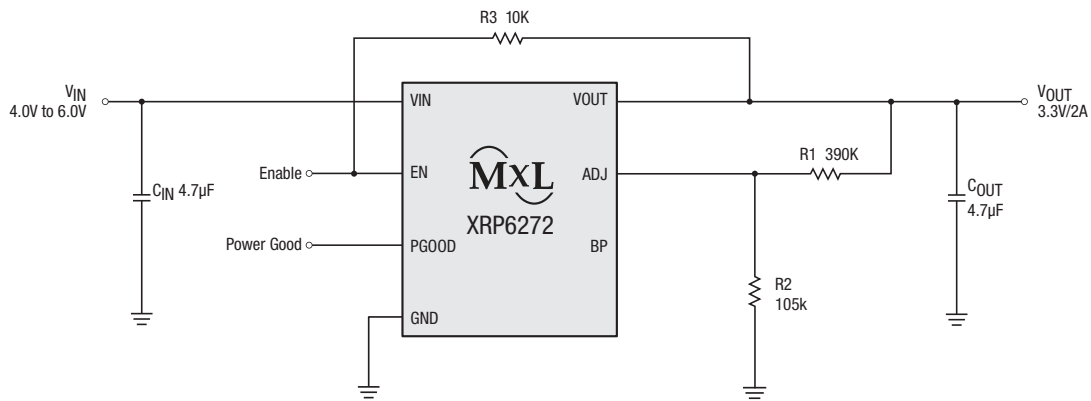 R3 10K
VIN
4.0V to 6.0V
VIN
VOUT
VOUT
3.3V/2A
R1 390K
Enable
EN
MxL
ADJ
CIN 4.7µF
COUT
4.7µF
XRP6272
Power Good
PGOOD
BP
R2
105k
GND